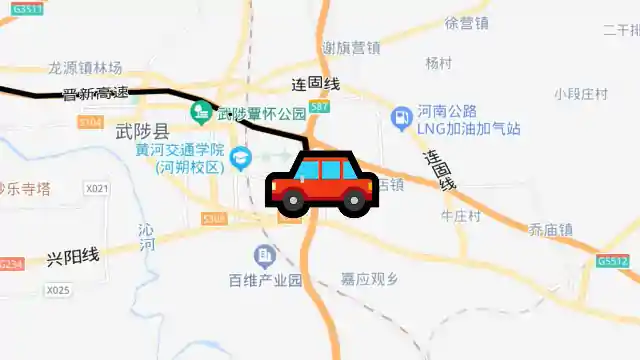 G3511
徐营镇
谢旗营镇
二干排
龙源镇林场
杨村
连固线
晋新高速
小段庄村
S87
武陟覃怀公园
河南公路
LNG加油加气站
S104
武陟县
黄河交通学院
(河朔校区)
连固线
店镇
妙乐寺塔
X021
牛庄村
S308
沁河
乔庙镇
兴阳线
G234
G5512
百维产业园
嘉应观乡
X025